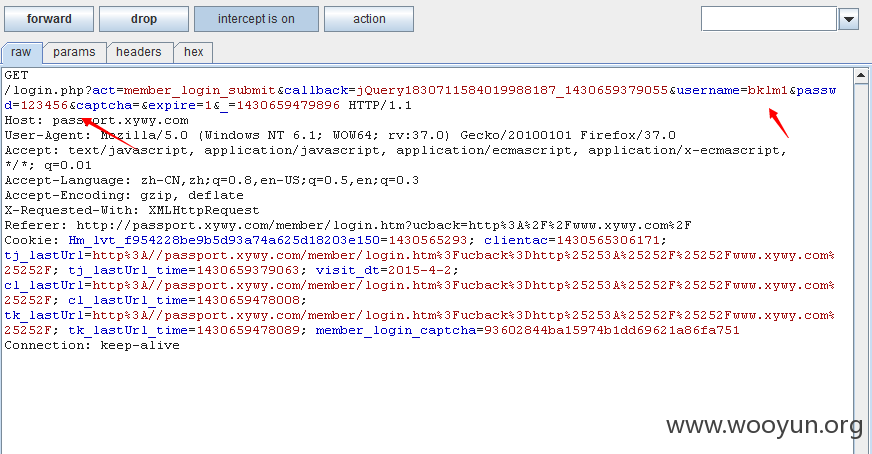 forward drop intercept is on action
raw params headers hex
GET
/login.php?act=member_login_submit&callback=jQuery1830711584019988187_1430659379055&username=bklm1&passw
d=123456&captcha=&expire=1&_=1430659479896 HTTP/1.1
Host: passport.xywy.com
User-Agent: Mozilla/5.0 (Windows NT 6.1; WOW64; rv:37.0) Gecko/20100101 Firefox/37.0
Accept: text/javascript, application/javascript, application/ecmascript, application/x-ecmascript,
*/*; q=0.01
Accept-Language: zh-CN,zh;q=0.8,en-US;q=0.5,en;q=0.3
Accept-Encoding: gzip, deflate
X-Requested-With: XMLHttpRequest
Referer: http://passport.xywy.com/member/login.htm?ucback=http%3A%2F%2Fwww.xywy.com%2F
Cookie: Hm_lvt_f954228be9b5d93a74a625d18203e150=1430565293; clientac=1430565306171;
tj_lastUrl=http%3A//passport.xywy.com/member/login.htm%3Fucback%3Dhttp%25253A%25252F%25252Fwww.xywy.com%
25252F; tj_lastUrl_time=1430659379063; visit_dt=2015-4-2;
cl_lastUrl=http%3A//passport.xywy.com/member/login.htm%3Fucback%3Dhttp%25253A%25252F%25252Fwww.xywy.com%
25252F; cl_lastUrl_time=1430659478008;
tk_lastUrl=http%3A//passport.xywy.com/member/login.htm%3Fucback%3Dhttp%25253A%25252F%25252Fwww.xywy.com%
25252F; tk_lastUrl_time=1430659478089; member_login_captcha=93602844ba15974b1dd69621a86fa751
Connection: keep-alive
www.wooyun.org